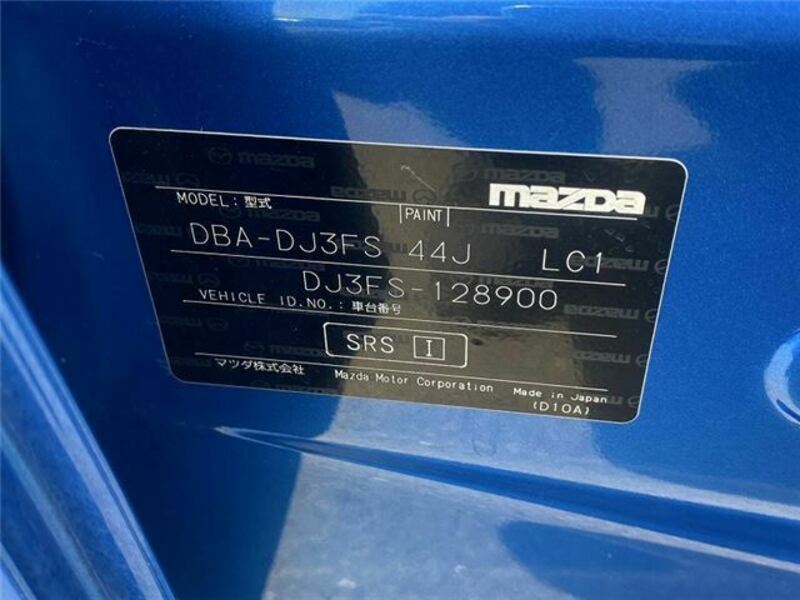 mazda
MODEL:型式
PAINT
DBA-DJ3FS 44J LC1
DJ3FS-128900
VEHICLE ID.NO.:車台番号
SRS I
マツダ株式会社 Mazda Motor Corporation Made in Japan
(D10A)